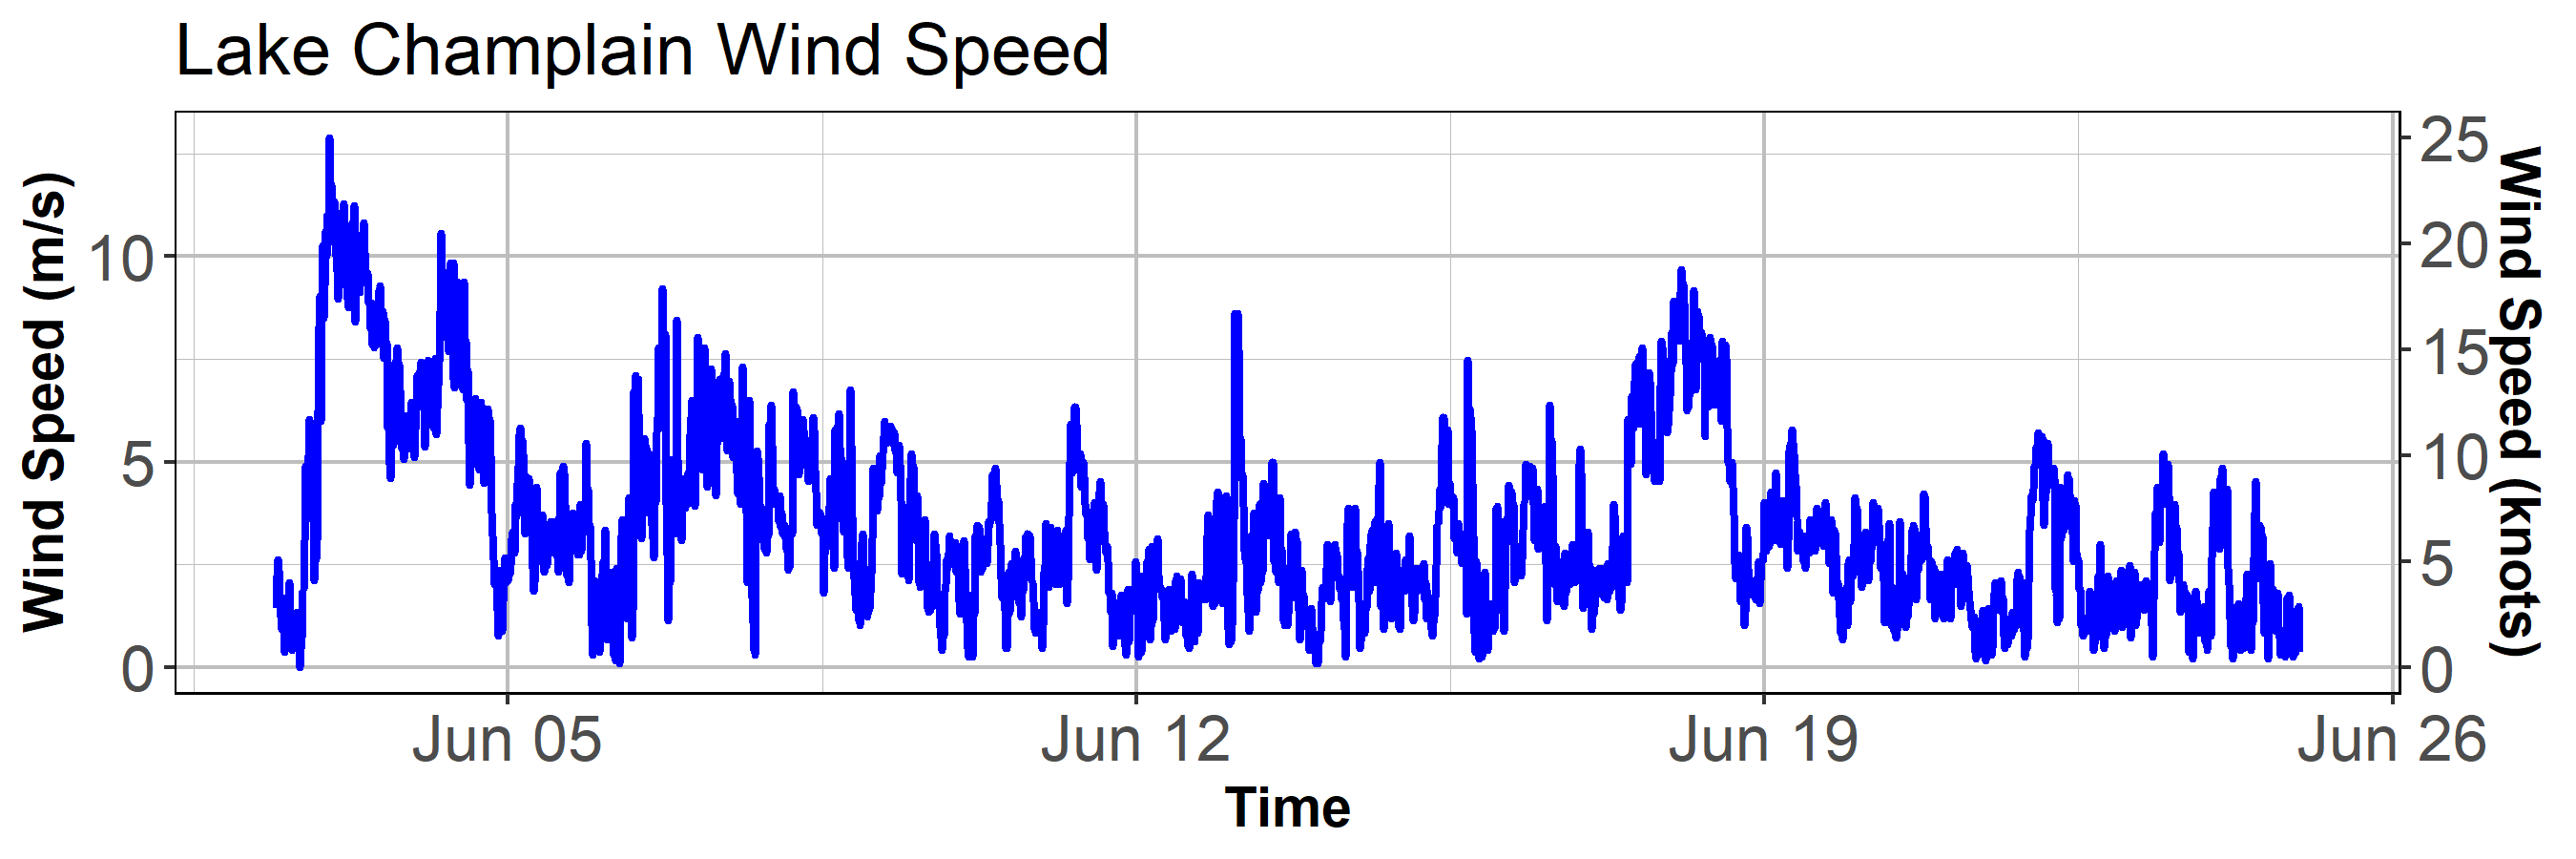 Lake Champlain Wind Speed
Wind Speed (m/s)
10
5
0
25
20
15
10
5
0
Wind Speed (knots)
Jun 05
Jun 12
Jun 19
Jun 26
Time